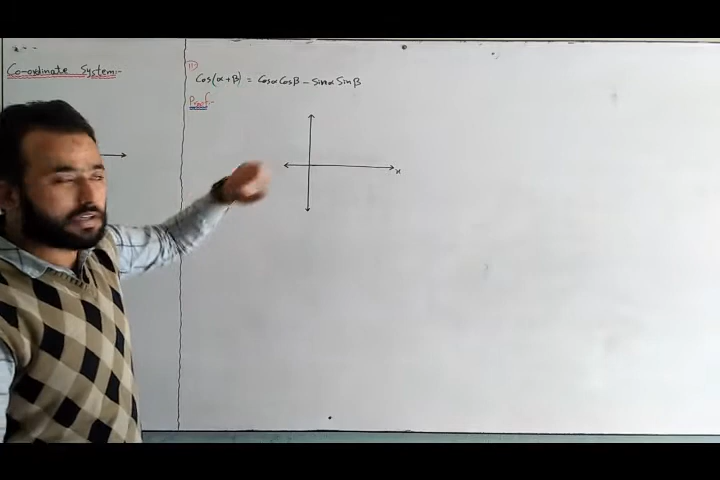 Co-ordinate System:-
(1)
Cos(α+β) = Cosα Cosβ - Sinα Sinβ
Proof:-
x